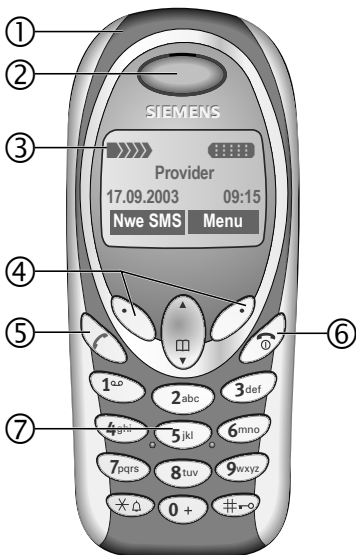 ①
②
SIEMENS
③
Provider
17.09.2003 09:15
Nwe SMS Menu
④
⑤ ⑥
1 2abc 3def
⑦ 4ghi 5jkl 6mno
7pqrs 8tuv 9wxyz
* 0 + #